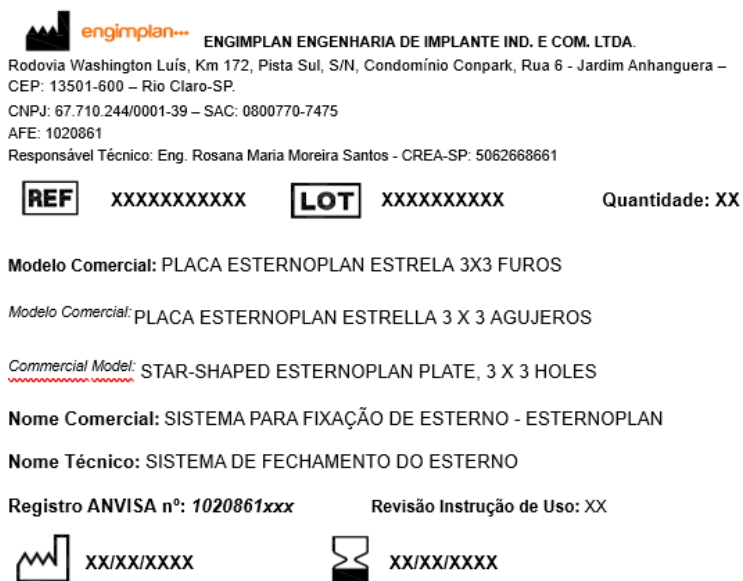 engimplan
ENGIMPLAN ENGENHARIA DE IMPLANTE IND. E COM. LTDA.
Rodovia Washington Luís, Km 172, Pista Sul, S/N, Condomínio Conpark, Rua 6 - Jardim Anhanguera –
CEP: 13501-600 – Rio Claro-SP.
CNPJ: 67.710.244/0001-39 – SAC: 0800770-7475
AFE: 1020861
Responsável Técnico: Eng. Rosana Maria Moreira Santos - CREA-SP: 5062668661
REF XXXXXXXXXXX LOT XXXXXXXXXX Quantidade: XX
Modelo Comercial: PLACA ESTERNOPLAN ESTRELA 3X3 FUROS
Modelo Comercial: PLACA ESTERNOPLAN ESTRELLA 3 X 3 AGUJEROS
Commercial Model: STAR-SHAPED ESTERNOPLAN PLATE, 3 X 3 HOLES
Nome Comercial: SISTEMA PARA FIXAÇÃO DE ESTERNO - ESTERNOPLAN
Nome Técnico: SISTEMA DE FECHAMENTO DO ESTERNO
Registro ANVISA nº: 1020861xxx Revisão Instrução de Uso: XX
XX/XX/XXXX XX/XX/XXXX